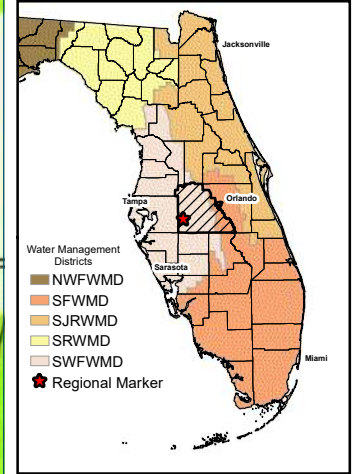 Jacksonville
Orlando
Tampa
Water Management
Districts
Sarasota
NWFWMD
SFWMD
SJRWMD
SRWMD
SWFWMD
Regional Marker
Miami